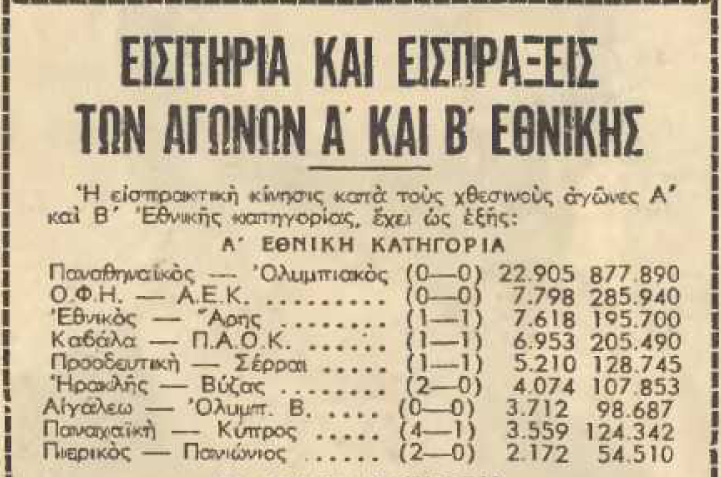 ΕΙΣΙΤΗΡΙΑ ΚΑΙ ΕΙΣΠΡΑΞΕΙΣ
ΤΩΝ ΑΓΩΝΩΝ Α΄ ΚΑΙ Β΄ ΕΘΝΙΚΗΣ
Ἡ εἰσπρακτικὴ κίνησις κατὰ τοὺς χθεσινοὺς ἀγῶνες Α΄
καὶ Β΄ Ἐθνικῆς κατηγορίας, ἔχει ὡς ἑξῆς:
Α΄ ΕΘΝΙΚΗ ΚΑΤΗΓΟΡΙΑ
Παναθηναϊκὸς — Ὀλυμπιακὸς (0—0) 22.905 877.890
Ο.Φ.Η. — Α.Ε.Κ. ......... (0—0) 7.798 285.940
Ἐθνικὸς — Ἄρης ........ (1—1) 7.618 195.700
Καβάλα — Π.Α.Ο.Κ. ...... (1—1) 6.953 205.490
Προοδευτικὴ — Σέρραι ..... (1—1) 5.210 128.745
Ἡρακλῆς — Βύζας ........ (2—0) 4.074 107.853
Αἰγάλεω — Ὀλυμπ. Β. .... (0—0) 3.712 98.687
Παναχαϊκὴ — Κύπρος ..... (4—1) 3.559 124.342
Πιερικὸς — Πανιώνιος ...... (2—0) 2.172 54.510